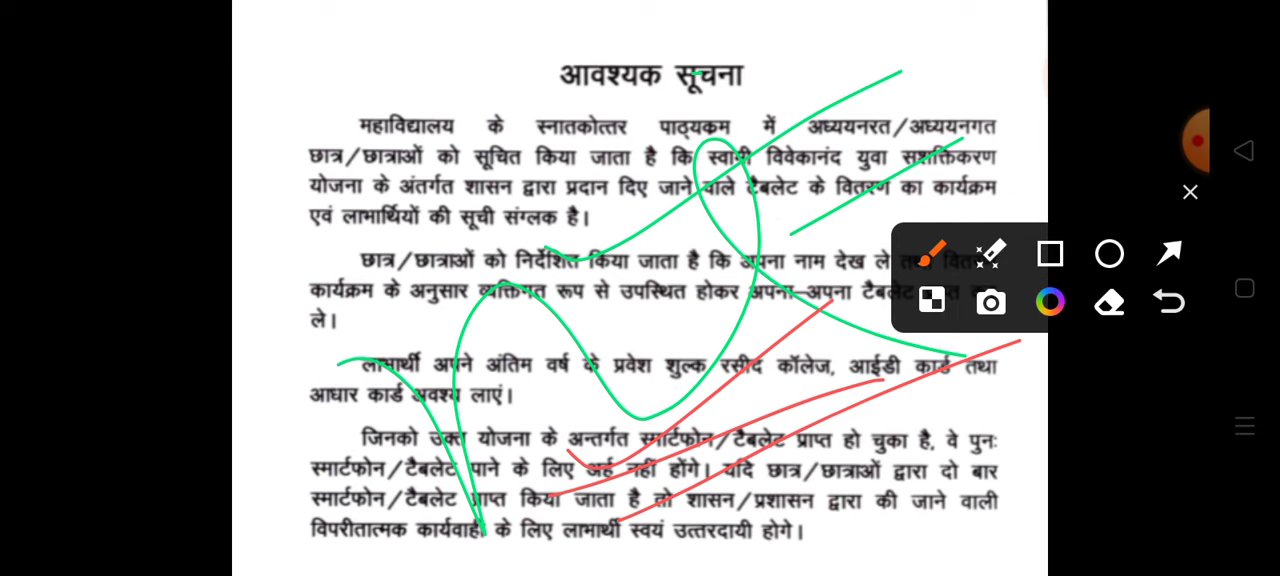 आवश्यक सूचना
महाविद्यालय के स्नातकोत्तर पाठ्यकम में अध्ययनरत/अध्ययनगत
छात्र/छात्राओं को सूचित किया जाता है कि स्वामी विवेकानंद युवा सशक्तिकरण
योजना के अंतर्गत शासन द्वारा प्रदान दिए जाने वाले टैबलेट के वितरण का कार्यक्रम
एवं लाभार्थियों की सूची संग्लक है।
छात्र/छात्राओं को निर्देशित किया जाता है कि अपना नाम देख ले
कार्यक्रम के अनुसार व्यक्तिगत रूप से उपस्थित होकर अपना–अपना
ले।
लाभार्थी अपने अंतिम वर्ष के प्रवेश शुल्क रसीद कॉलेज, आईडी कार्ड तथा
आधार कार्ड अवश्य लाएं।
जिनको उक्त योजना के अन्तर्गत स्मार्टफोन/टैबलेट प्राप्त हो चुका है, वे पुनः
स्मार्टफोन/टैबलेट पाने के लिए अर्ह नहीं होंगे। यदि छात्र/छात्राओं द्वारा दो बार
स्मार्टफोन/टैबलेट प्राप्त किया जाता है तो शासन/प्रशासन द्वारा की जाने वाली
विपरीतात्मक कार्यवाही के लिए लाभार्थी स्वयं उत्तरदायी होगे।